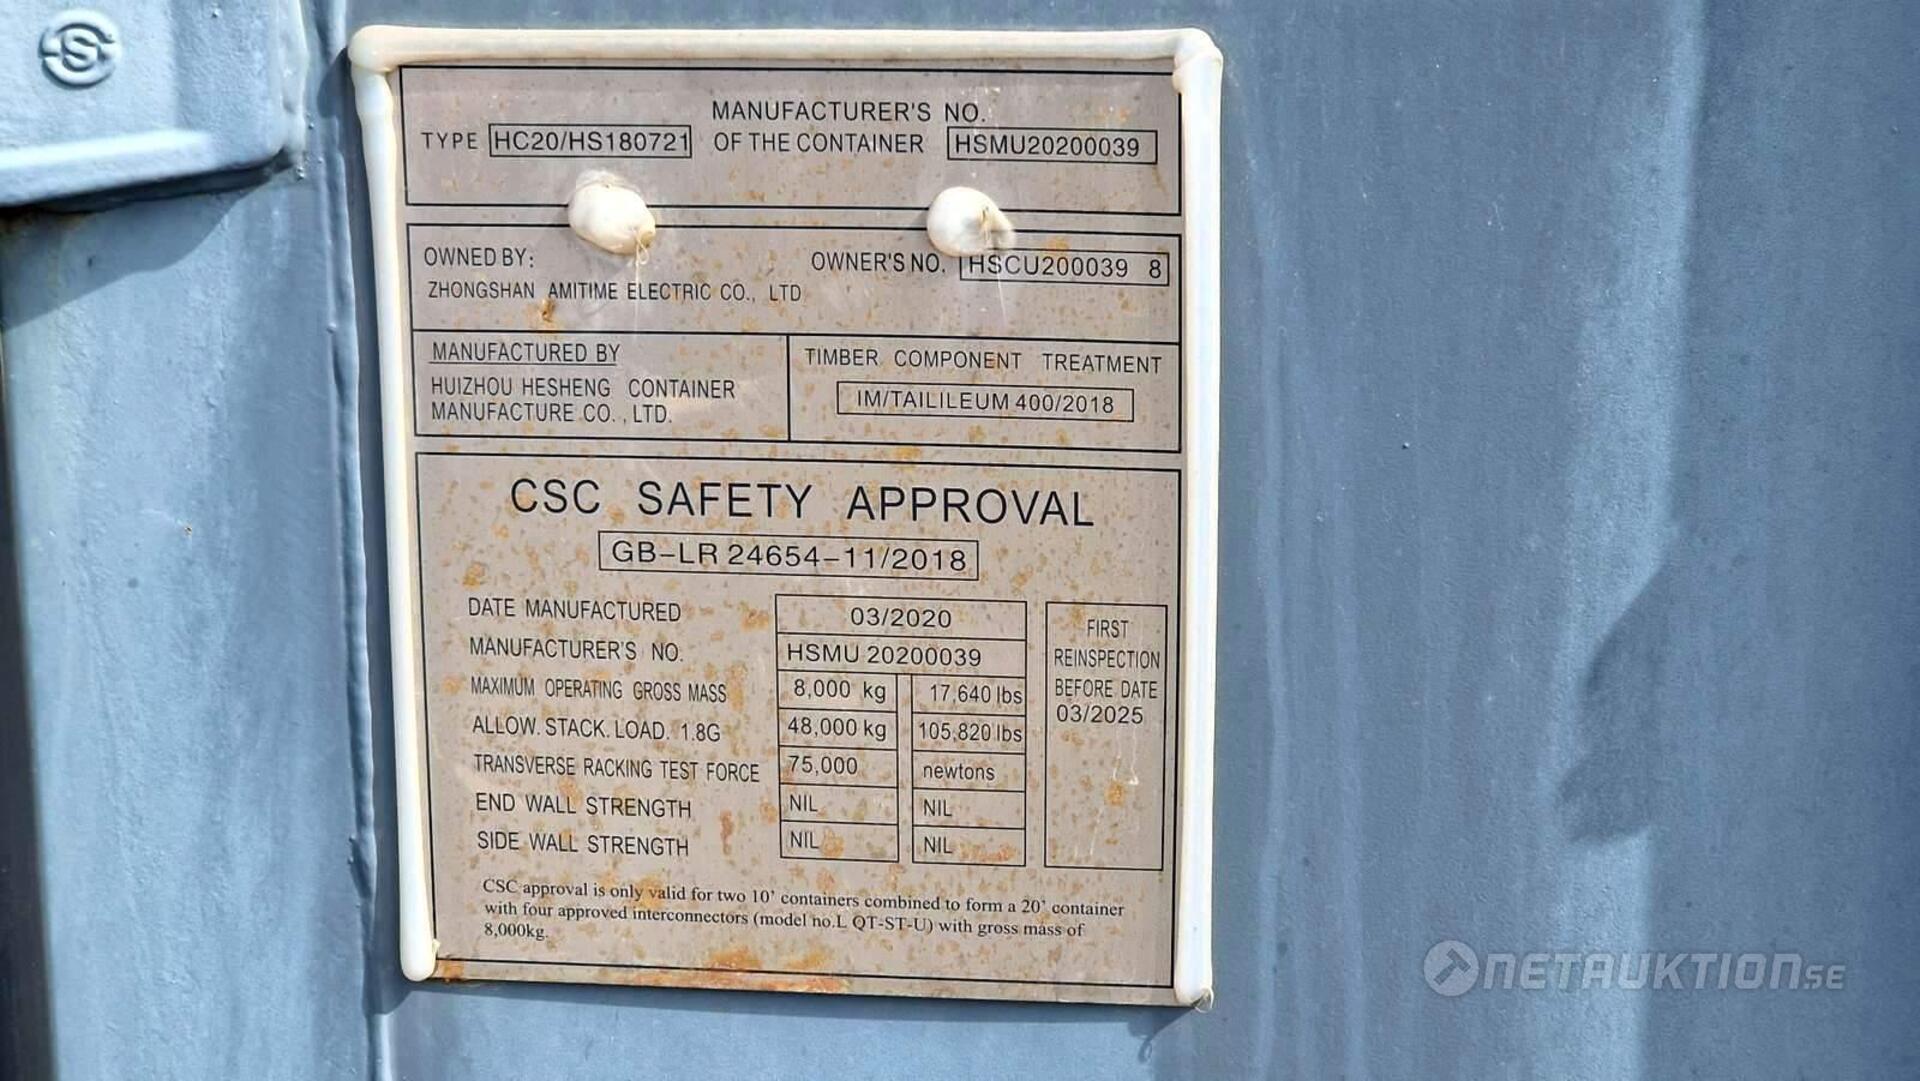 MANUFACTURER'S NO.
TYPE HC20/HS180721 OF THE CONTAINER HSMU20200039
OWNED BY: OWNER'S NO. HSCU200039 8
ZHONGSHAN AMITIME ELECTRIC CO., LTD
MANUFACTURED BY
HUIZHOU HESHENG CONTAINER
MANUFACTURE CO., LTD.
TIMBER COMPONENT TREATMENT
IM/TAILILEUM 400/2018
CSC SAFETY APPROVAL
GB-LR 24654-11/2018
DATE MANUFACTURED 03/2020
MANUFACTURER'S NO. HSMU 20200039
MAXIMUM OPERATING GROSS MASS 8,000 kg 17,640 lbs
ALLOW. STACK. LOAD. 1.8G 48,000 kg 105,820 lbs
TRANSVERSE RACKING TEST FORCE 75,000 newtons
END WALL STRENGTH NIL NIL
SIDE WALL STRENGTH NIL NIL
FIRST
REINSPECTION
BEFORE DATE
03/2025
CSC approval is only valid for two 10' containers combined to form a 20' container
with four approved interconnectors (model no.L QT-ST-U) with gross mass of
8,000kg.
NETAUKTION.SE